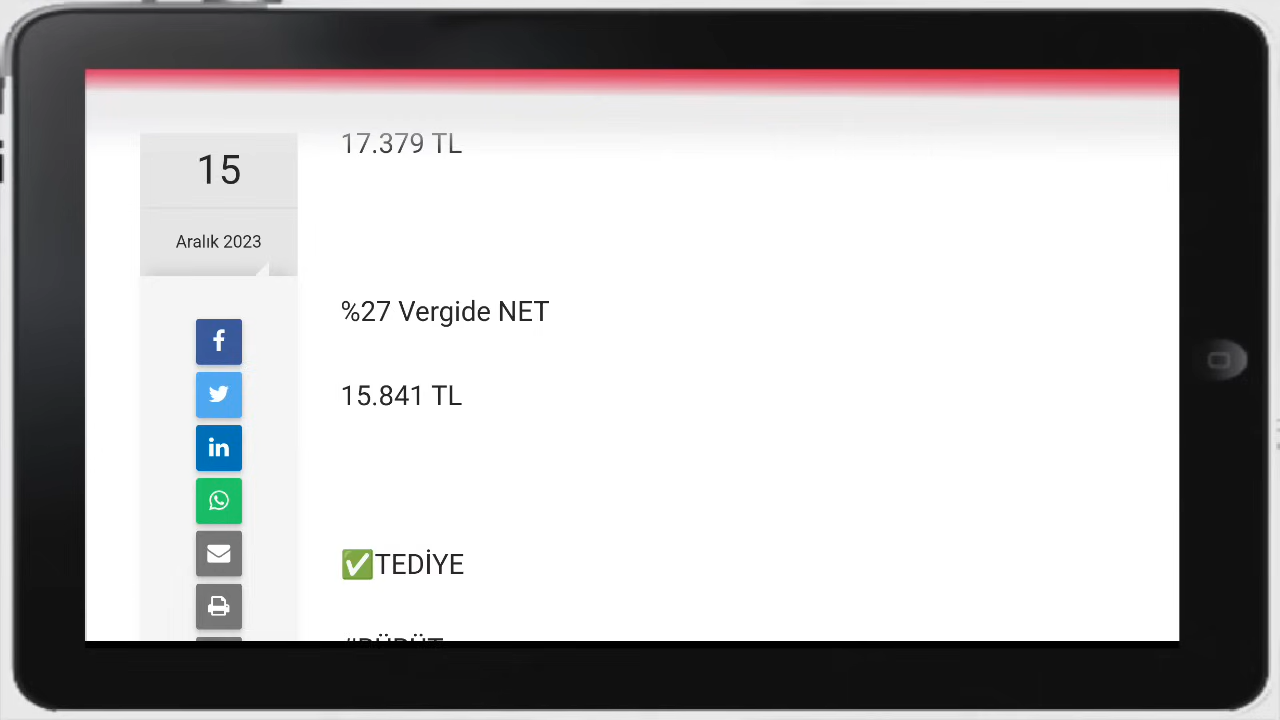 15
Aralık 2023
17.379 TL
%27 Vergide NET
15.841 TL
✅TEDİYE